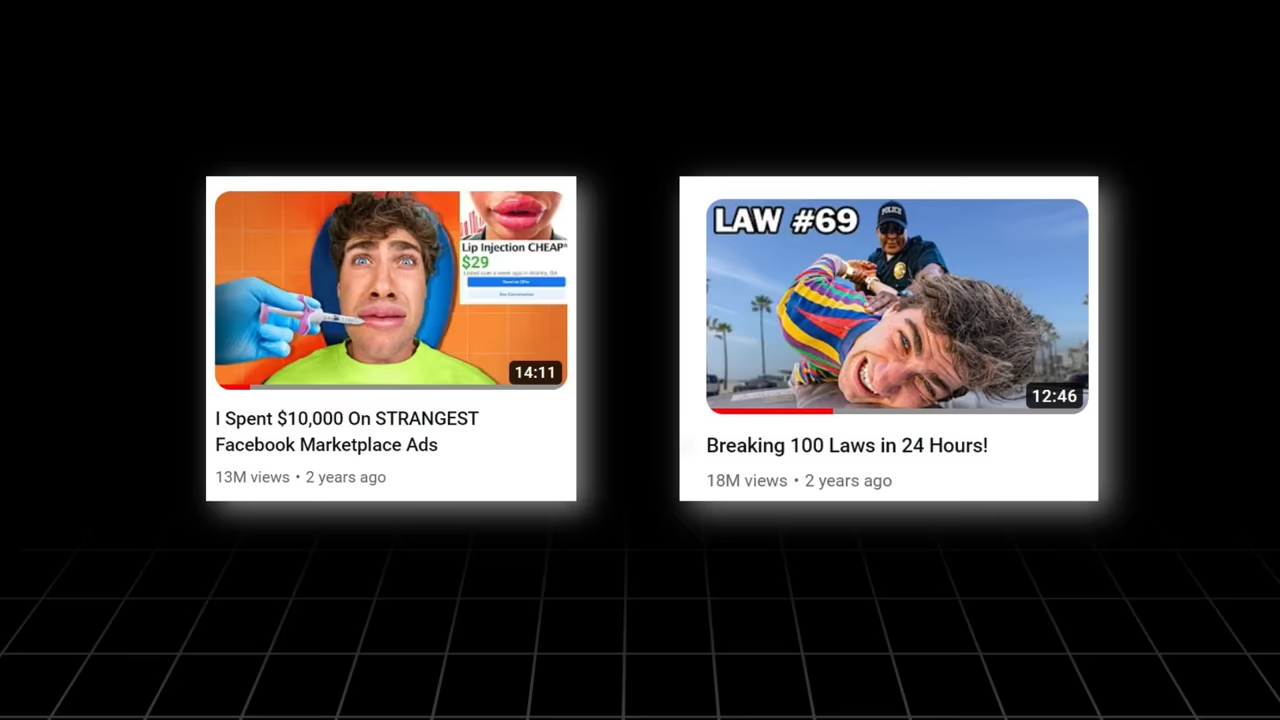 Lip Injection CHEAP
$29
14:11
I Spent $10,000 On STRANGEST
Facebook Marketplace Ads
13M views • 2 years ago
LAW #69
POLICE
12:46
Breaking 100 Laws in 24 Hours!
18M views • 2 years ago